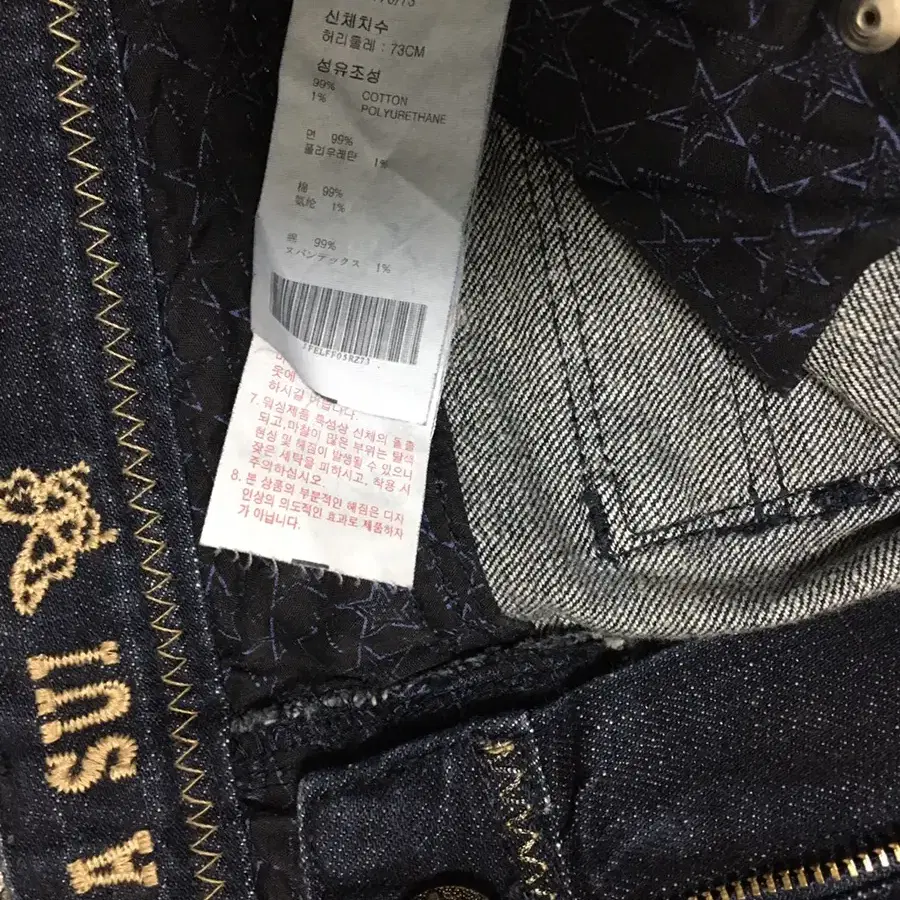 신체치수
허리둘레 : 73CM
섬유조성
99% COTTON
1% POLYURETHANE
면 99%
폴리우레탄 1%
棉 99%
氨纶 1%
綿 99%
スパンデックス 1%
하시길 바랍니다.
7. 워싱제품 특성상 신체의 돌출
되고,마찰이 많은 부위는 탈색
현상 및 헤짐이 발생될 수 있으니
잦은 세탁을 피하시고, 착용 시
주의하십시오.
8. 본 상품의 부분적인 헤짐은 디자
인상의 의도적인 효과로 제품하자
가 아닙니다.
A SUI